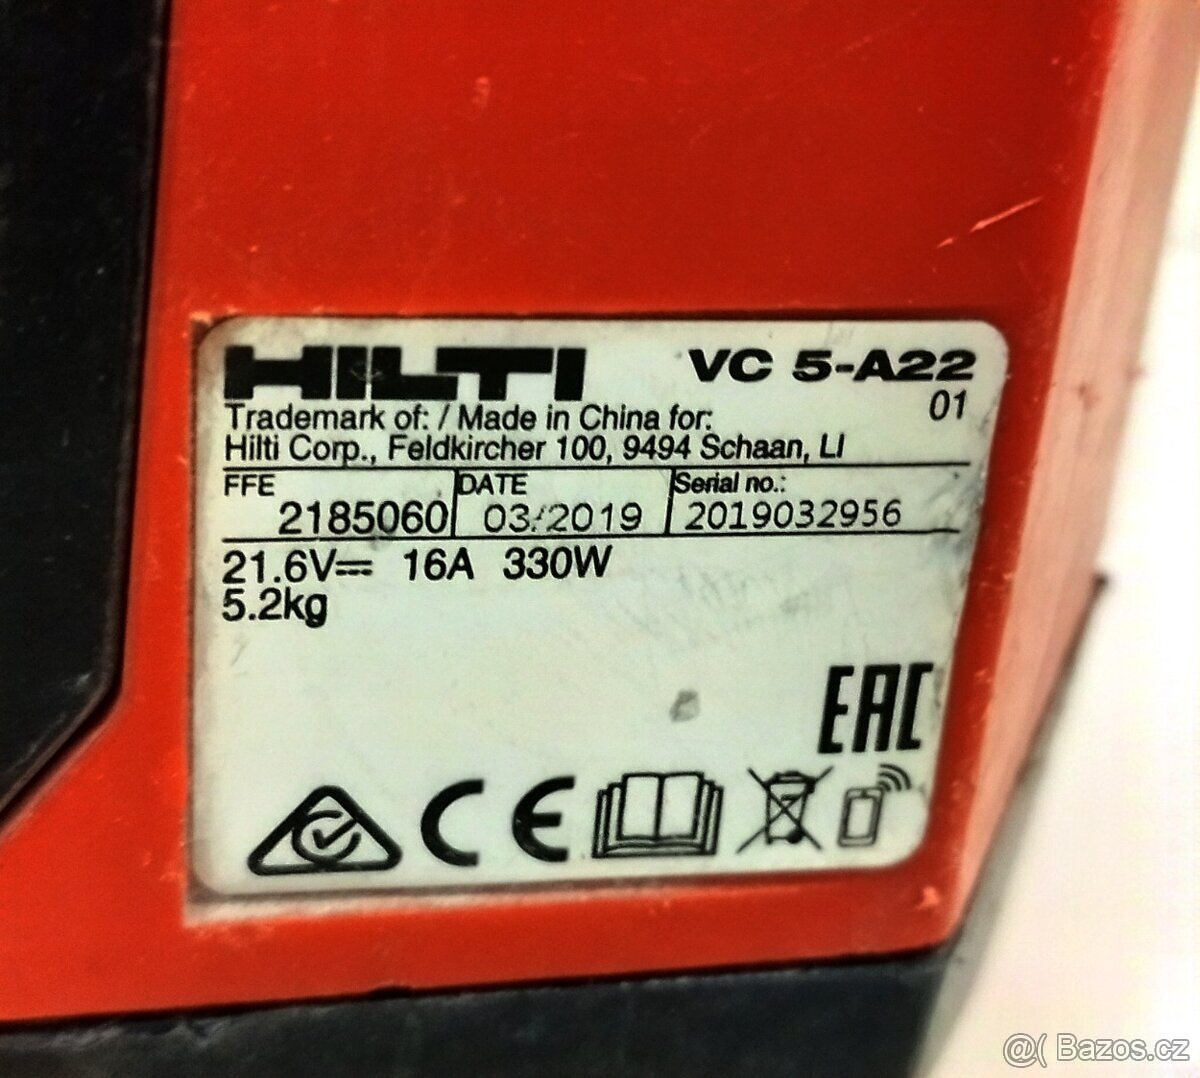 HILTI VC 5-A22
01
Trademark of: / Made in China for:
Hilti Corp., Feldkircher 100, 9494 Schaan, LI
FFE DATE Serial no.:
2185060 03/2019 2019032956
21.6V⎓ 16A 330W
5.2kg
EAC
CE
@( Bazos.cz